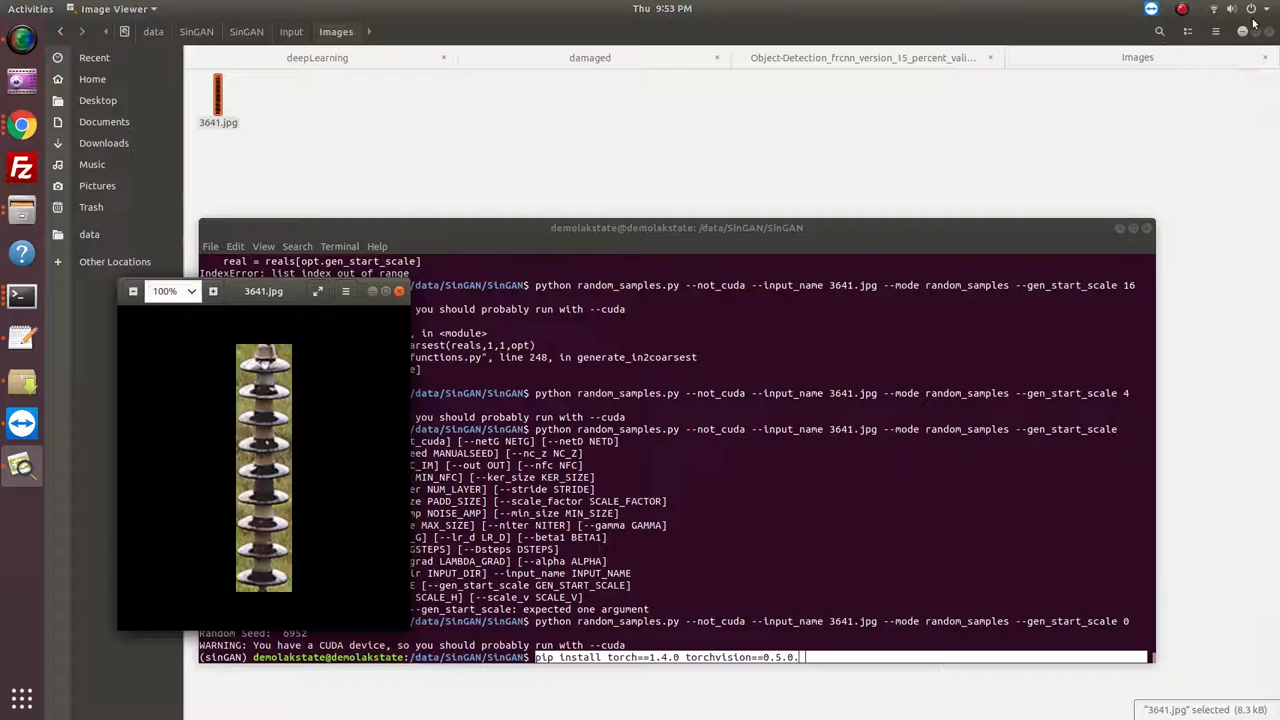 Activities
Image Viewer
Thu 9:53 PM
data
SinGAN
SinGAN
Input
Images
deepLearning
damaged
Object-Detection_frcnn_version_15_percent_vali...
Images
Recent
Home
Desktop
Documents
Downloads
Music
Pictures
Trash
data
Other Locations
3641.jpg
demolakstate@demolakstate: /data/SinGAN/SinGAN
File Edit View Search Terminal Help
real = reals[opt.gen_start_scale]
IndexError: list index out of range
/data/SinGAN/SinGAN$ python random_samples.py --not_cuda --input_name 3641.jpg --mode random_samples --gen_start_scale 16
you should probably run with --cuda
, in <module>
arsest(reals,1,1,opt)
functions.py", line 248, in generate_in2coarsest
]
/data/SinGAN/SinGAN$ python random_samples.py --not_cuda --input_name 3641.jpg --mode random_samples --gen_start_scale 4
you should probably run with --cuda
/data/SinGAN/SinGAN$ python random_samples.py --not_cuda --input_name 3641.jpg --mode random_samples --gen_start_scale
t_cuda] [--netG NETG] [--netD NETD]
eed MANUALSEED] [--nc_z NC_Z]
C_IM] [--out OUT] [--nfc NFC]
MIN_NFC] [--ker_size KER_SIZE]
er NUM_LAYER] [--stride STRIDE]
ze PADD_SIZE] [--scale_factor SCALE_FACTOR]
mp NOISE_AMP] [--min_size MIN_SIZE]
e MAX_SIZE] [--niter NITER] [--gamma GAMMA]
_G] [--lr_d LR_D] [--beta1 BETA1]
GSTEPS] [--Dsteps DSTEPS]
grad LAMBDA_GRAD] [--alpha ALPHA]
ir INPUT_DIR] --input_name INPUT_NAME
E [--gen_start_scale GEN_START_SCALE]
SCALE_H] [--scale_v SCALE_V]
--gen_start_scale: expected one argument
/data/SinGAN/SinGAN$ python random_samples.py --not_cuda --input_name 3641.jpg --mode random_samples --gen_start_scale 0
Random Seed: 6952
WARNING: You have a CUDA device, so you should probably run with --cuda
(sinGAN) demolakstate@demolakstate:/data/SinGAN/SinGAN$ pip install torch==1.4.0 torchvision==0.5.0.
100%
3641.jpg
"3641.jpg" selected (8.3 kB)